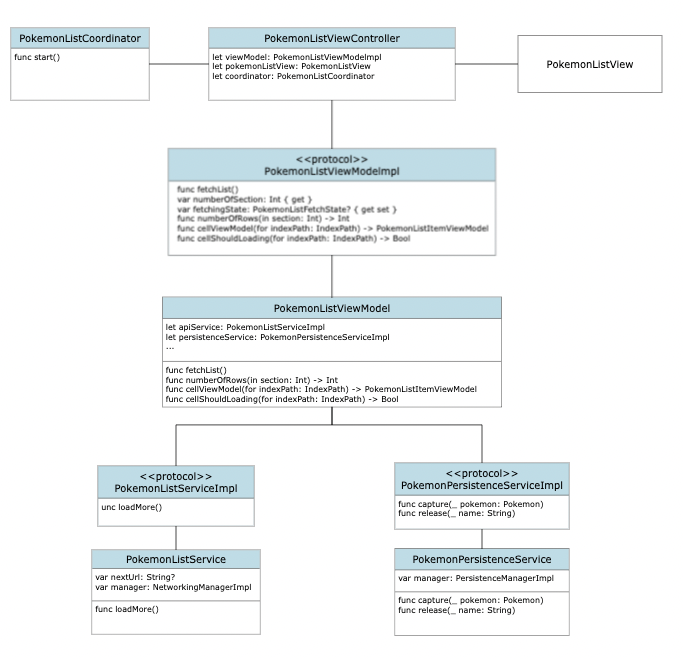 PokemonListCoordinator
func start()
PokemonListViewController
let viewModel: PokemonListViewModeImpl
let pokemonListView: PokemonListView
let coordinator: PokemonListCoordinator
PokemonListView
<<protocol>>
PokemonListViewModelmpl
func fetchList()
var numberOfSection: Int { get }
var fetchingState: PokemonListFetchState? { get set }
func numberOfRows(in section: Int) -> Int
func cellViewModel(for indexPath: IndexPath) -> PokemonListItemViewModel
func cellShouldLoading(for indexPath: IndexPath) -> Bool
PokemonListViewModel
let apiService: PokemonListServiceImpl
let persistenceService: PokemonPersistenceServiceImpl
...
func fetchList()
func numberOfRows(in section: Int) -> Int
func cellViewModel(for indexPath: IndexPath) -> PokemonListItemViewModel
func cellShouldLoading(for indexPath: IndexPath) -> Bool
<<protocol>>
PokemonListServiceImpl
unc loadMore()
<<protocol>>
PokemonPersistenceServiceImpl
func capture(_ pokemon: Pokemon)
func release(_ name: String)
PokemonListService
var nextUrl: String?
var manager: NetworkingManagerImpl
func loadMore()
PokemonPersistenceService
var manager: PersistenceManagerImpl
func capture(_ pokemon: Pokemon)
func release(_ name: String)